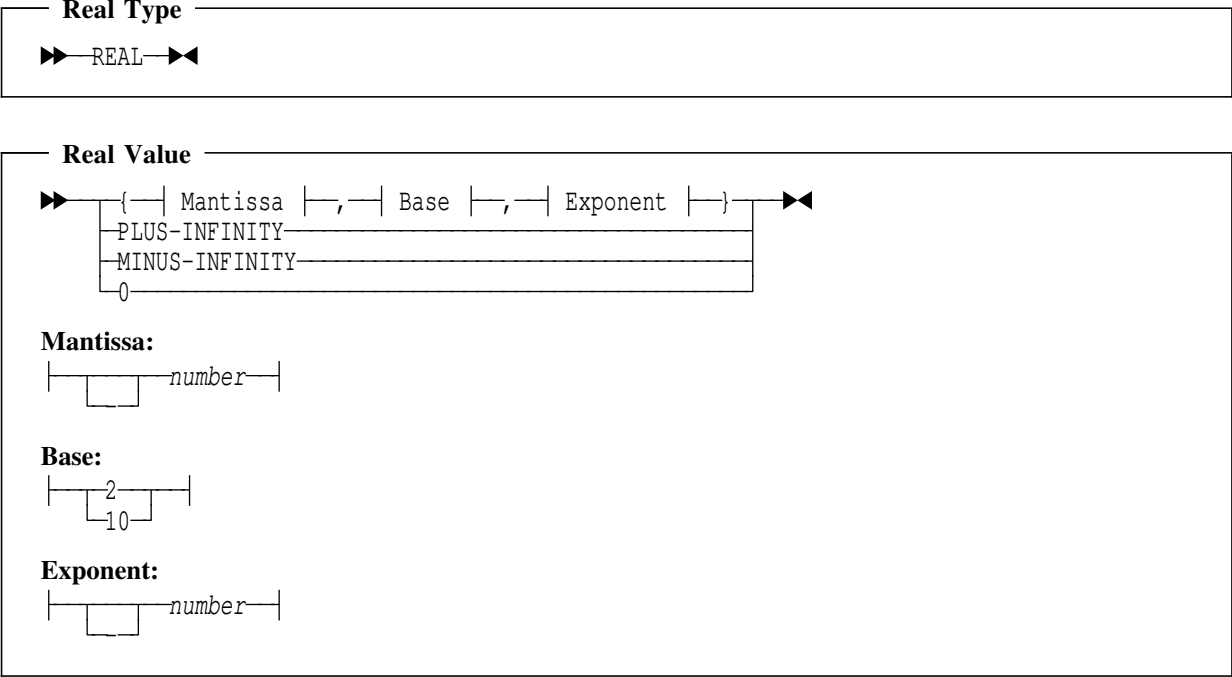 Real Type
REAL
Real Value
{ Mantissa , Base , Exponent }
PLUS-INFINITY
MINUS-INFINITY
0
Mantissa:
number
-
Base:
2
10
Exponent:
number
-